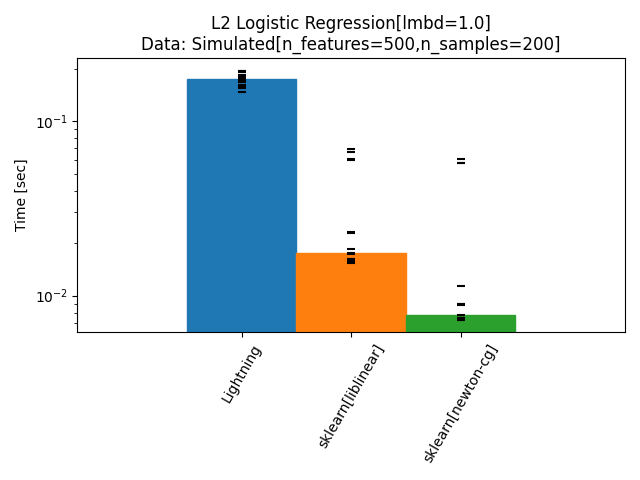 L2 Logistic Regression[lmbd=1.0]
Data: Simulated[n_features=500,n_samples=200]
Time [sec]
10⁻¹
10⁻²
Lightning
sklearn[liblinear]
sklearn[newton-cg]